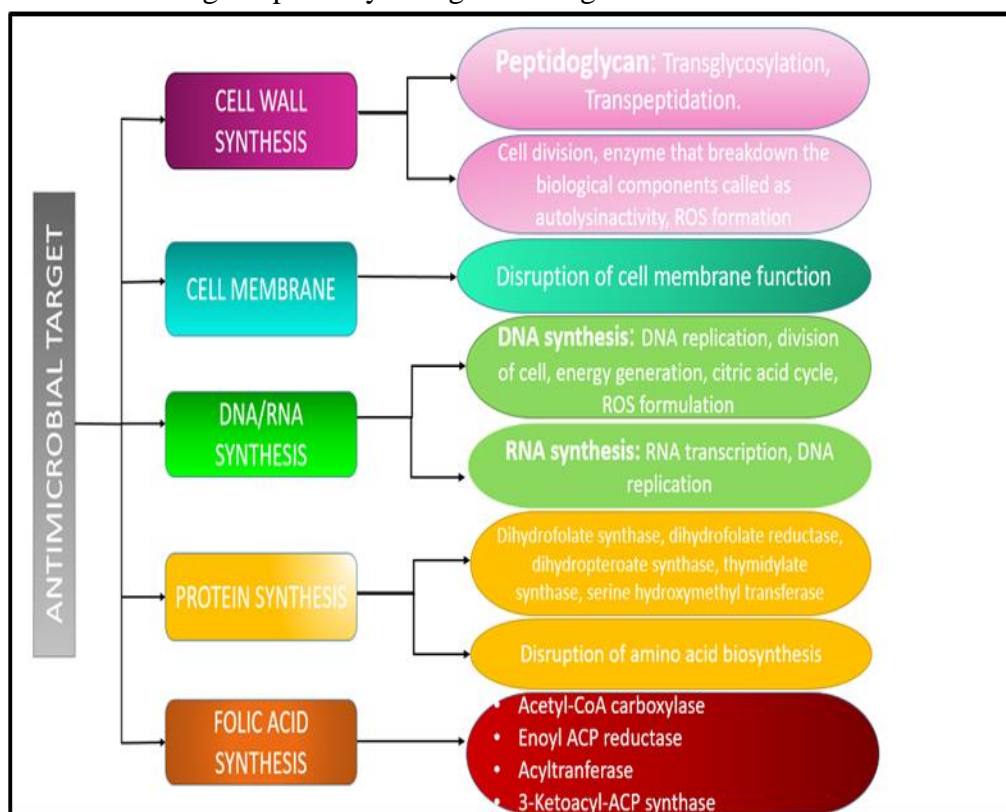 ANTIMICROBIAL TARGET
CELL WALL
SYNTHESIS
Peptidoglycan: Transglycosylation,
Transpeptidation.
Cell division, enzyme that breakdown the
biological components called as
autolysinactivity, ROS formation
CELL MEMBRANE
Disruption of cell membrane function
DNA/RNA
SYNTHESIS
DNA synthesis: DNA replication, division
of cell, energy generation, citric acid cycle,
ROS formulation
RNA synthesis: RNA transcription, DNA
replication
PROTEIN SYNTHESIS
Dihydrofolate synthase, dihydrofolate reductase,
dihydropteroate synthase, thymidylate
synthase, serine hydroxymethyl transferase
Disruption of amino acid biosynthesis
FOLIC ACID
SYNTHESIS
• Acetyl-CoA carboxylase
• Enoyl ACP reductase
• Acyltranferase
• 3-Ketoacyl-ACP synthase